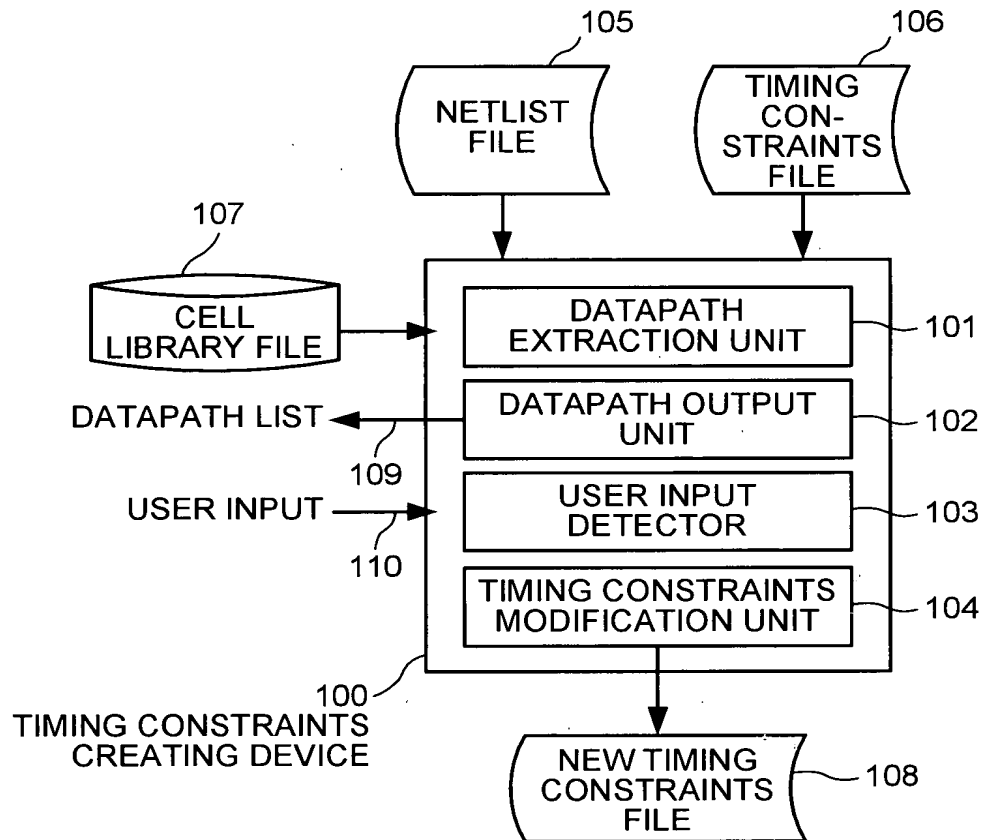 105
106
NETLIST
FILE
TIMING
CON-
STRAINTS
FILE
107
CELL
LIBRARY FILE
DATAPATH
EXTRACTION UNIT
101
DATAPATH LIST
109
DATAPATH OUTPUT
UNIT
102
USER INPUT
110
USER INPUT
DETECTOR
103
TIMING CONSTRAINTS
MODIFICATION UNIT
104
100
TIMING CONSTRAINTS
CREATING DEVICE
NEW TIMING
CONSTRAINTS
FILE
108